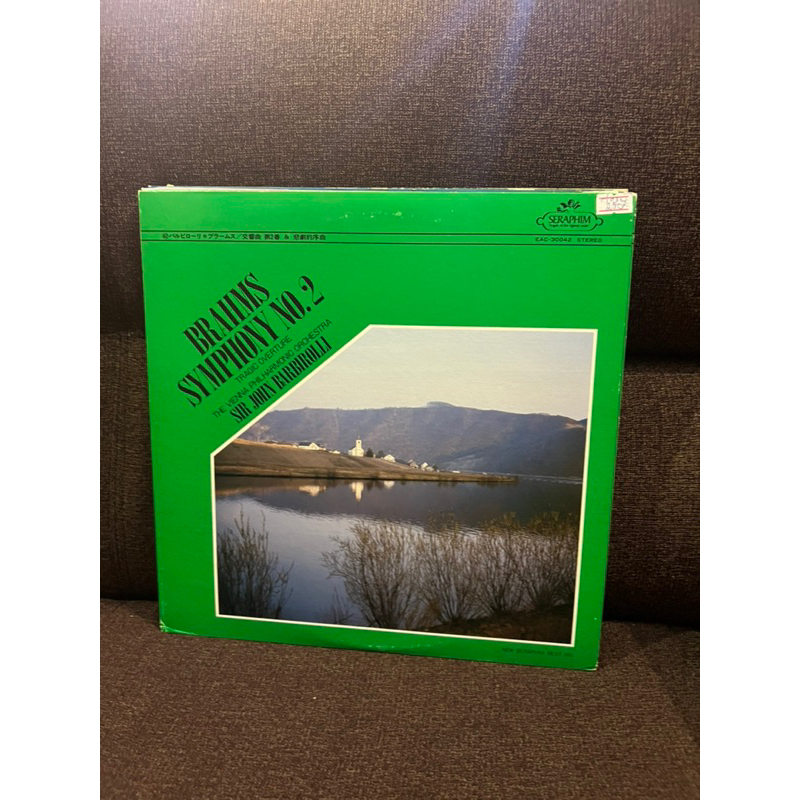 SERAPHIM
㊷バルビローリ★ブラームス／交響曲 第2番 & 悲劇的序曲
EAC-30042 STEREO
BRAHMS
SYMPHONY NO. 2
TRAGIC OVERTURE
THE VIENNA PHILHARMONIC ORCHESTRA
SIR JOHN BARBIROLLI